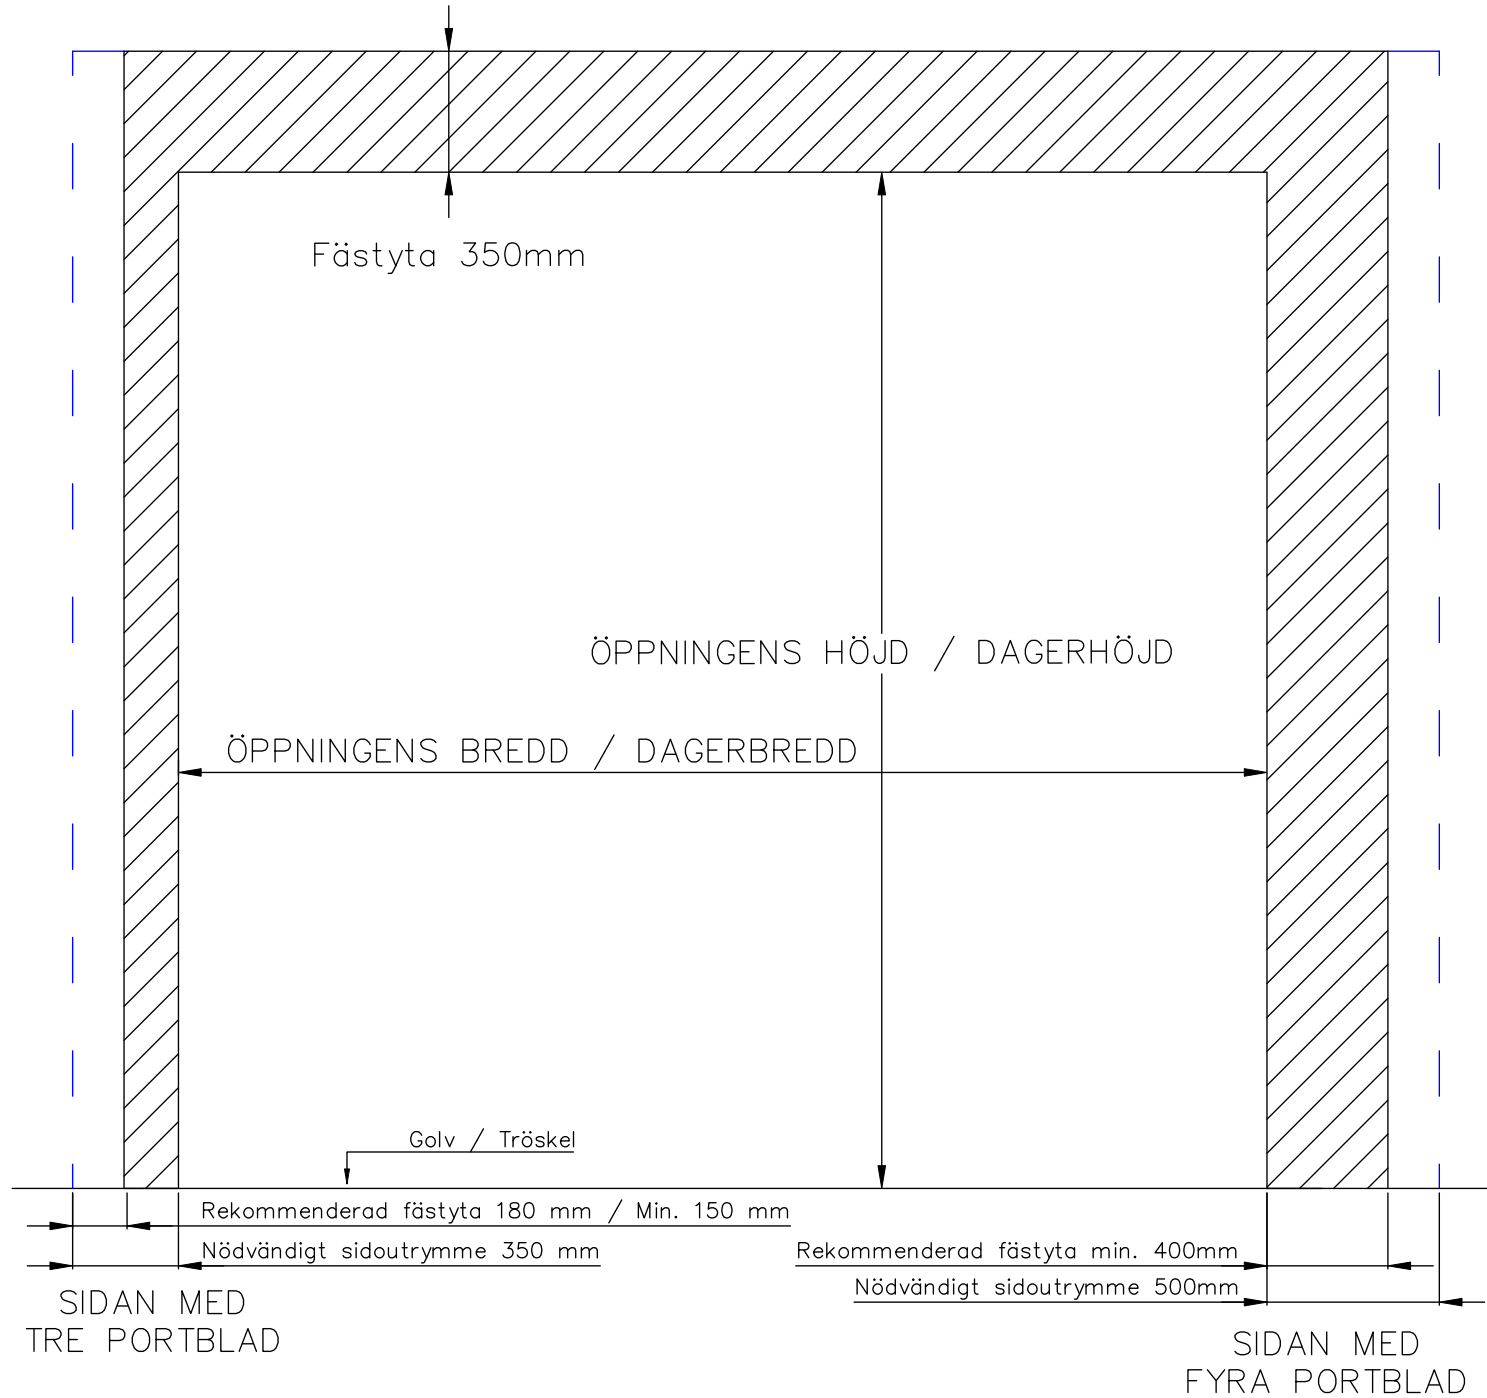 Fästyta 350mm
ÖPPNINGENS HÖJD / DAGERHÖJD
ÖPPNINGENS BREDD / DAGERBREDD
Golv / Tröskel
Rekommenderad fästyta 180 mm / Min. 150 mm
Nödvändigt sidoutrymme 350 mm
Rekommenderad fästyta min. 400mm
Nödvändigt sidoutrymme 500mm
SIDAN MED
TRE PORTBLAD
SIDAN MED
FYRA PORTBLAD